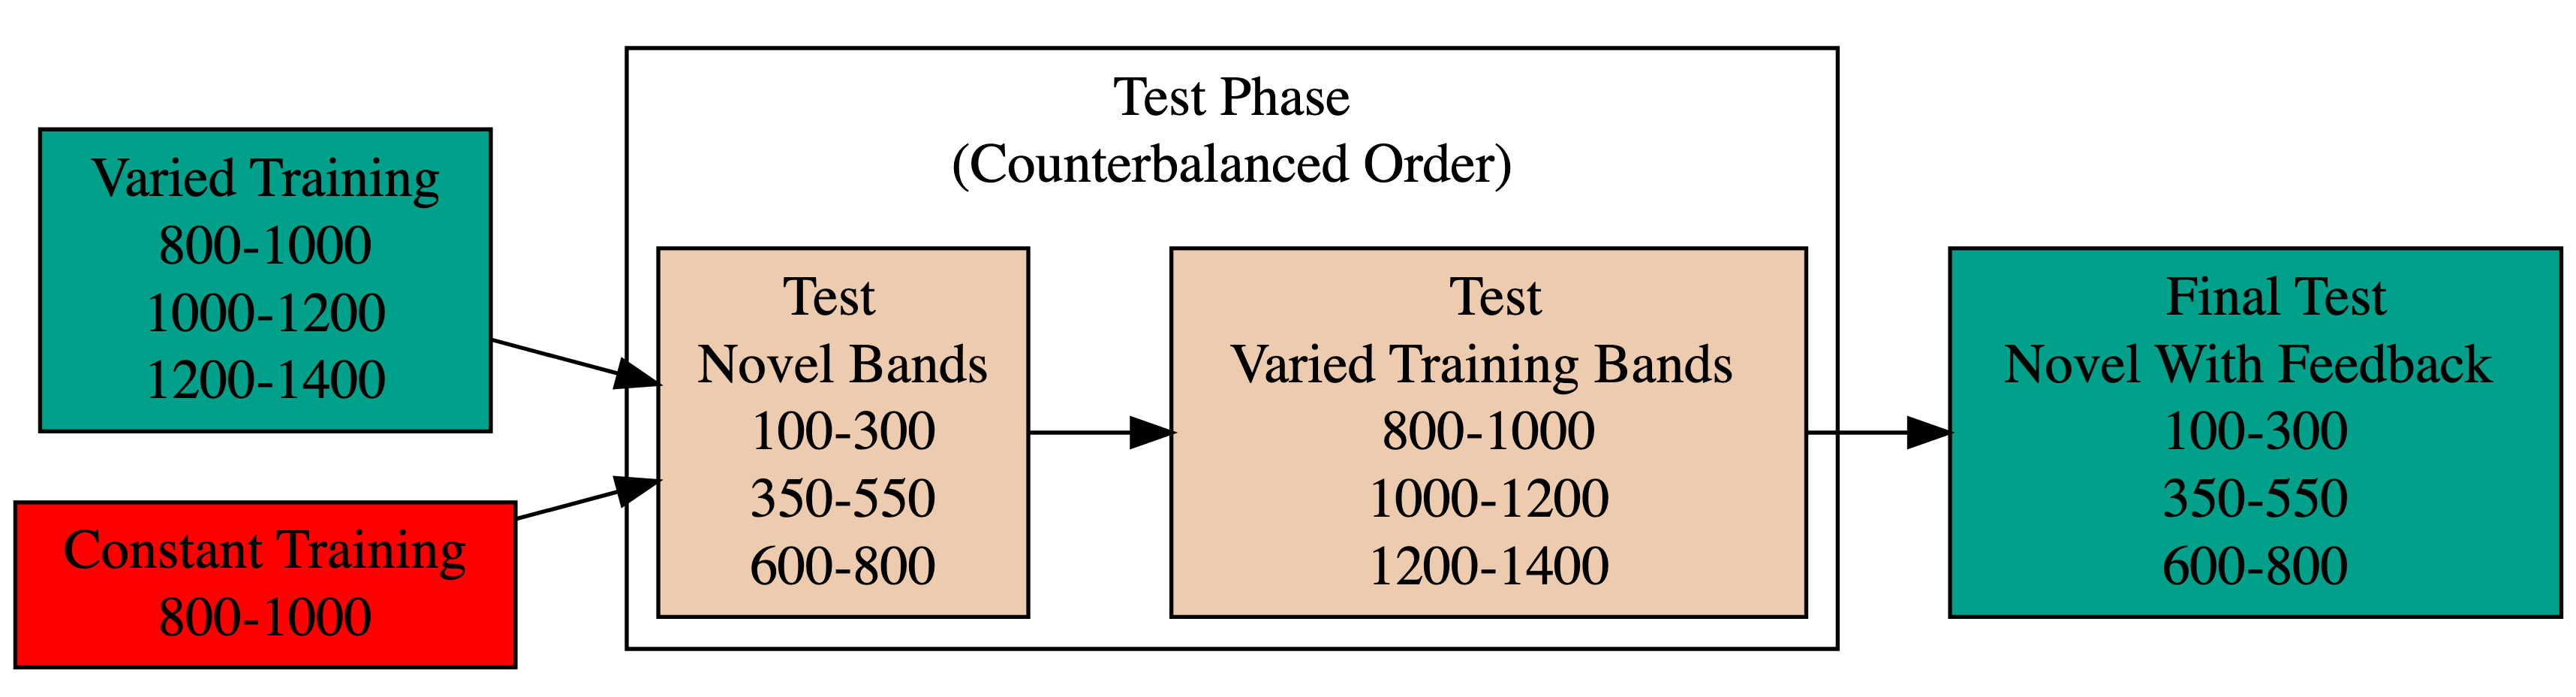 Varied Training
800-1000
1000-1200
1200-1400
Constant Training
800-1000
Test Phase
(Counterbalanced Order)
Test
Novel Bands
100-300
350-550
600-800
Test
Varied Training Bands
800-1000
1000-1200
1200-1400
Final Test
Novel With Feedback
100-300
350-550
600-800